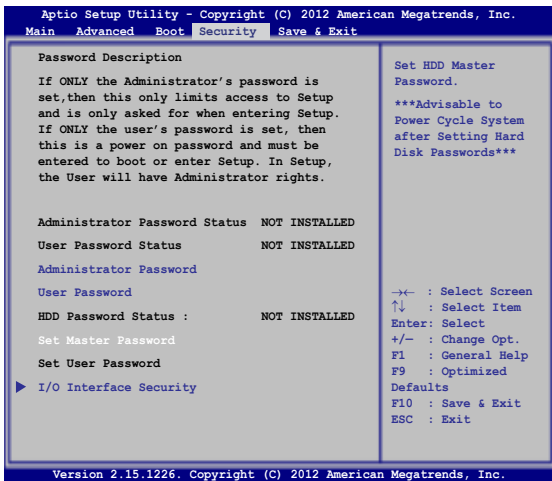 Aptio Setup Utility - Copyright (C) 2012 American Megatrends, Inc.
Main Advanced Boot Security Save & Exit
Password Description
If ONLY the Administrator's password is
set,then this only limits access to Setup
and is only asked for when entering Setup.
If ONLY the user's password is set, then
this is a power on password and must be
entered to boot or enter Setup. In Setup,
the User will have Administrator rights.
Administrator Password Status NOT INSTALLED
User Password Status NOT INSTALLED
Administrator Password
User Password
HDD Password Status : NOT INSTALLED
Set Master Password
Set User Password
I/O Interface Security
Set HDD Master
Password.
***Advisable to
Power Cycle System
after Setting Hard
Disk Passwords***
→← : Select Screen
↑↓ : Select Item
Enter: Select
+/— : Change Opt.
F1 : General Help
F9 : Optimized
Defaults
F10 : Save & Exit
ESC : Exit
Version 2.15.1226. Copyright (C) 2012 American Megatrends, Inc.